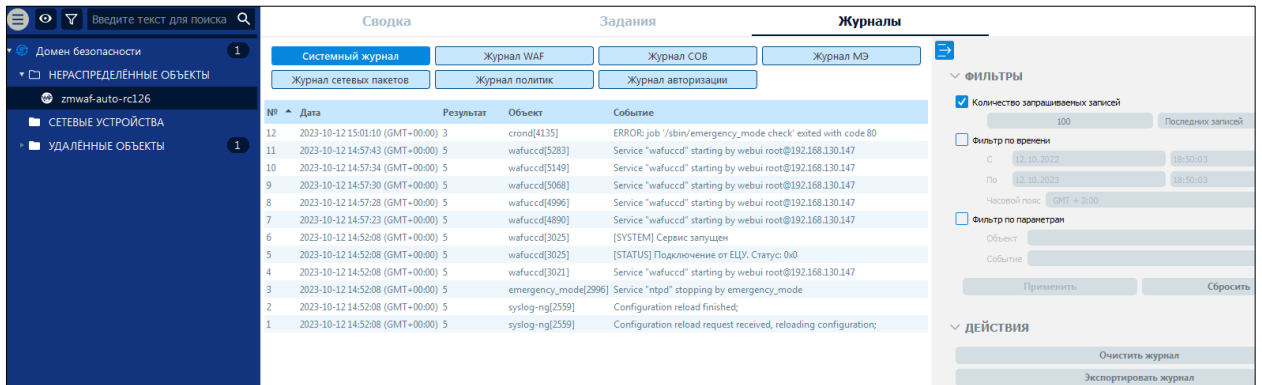 Введите текст для поиска
Домен безопасности 1
НЕРАСПРЕДЕЛЁННЫЕ ОБЪЕКТЫ
zmwaf-auto-rc126
СЕТЕВЫЕ УСТРОЙСТВА
УДАЛЁННЫЕ ОБЪЕКТЫ 1
Сводка Задания Журналы
Системный журнал Журнал WAF Журнал СОВ Журнал МЭ
Журнал сетевых пакетов Журнал политик Журнал авторизации
№ Дата Результат Объект Событие
12 2023-10-12 15:01:10 (GMT+00:00) 3 crond[4135] ERROR: job '/sbin/emergency_mode check' exited with code 80
11 2023-10-12 14:57:43 (GMT+00:00) 5 wafuccd[5283] Service "wafuccd" starting by webui root@192.168.130.147
10 2023-10-12 14:57:34 (GMT+00:00) 5 wafuccd[5149] Service "wafuccd" starting by webui root@192.168.130.147
9 2023-10-12 14:57:30 (GMT+00:00) 5 wafuccd[5068] Service "wafuccd" starting by webui root@192.168.130.147
8 2023-10-12 14:57:28 (GMT+00:00) 5 wafuccd[4996] Service "wafuccd" starting by webui root@192.168.130.147
7 2023-10-12 14:57:23 (GMT+00:00) 5 wafuccd[4890] Service "wafuccd" starting by webui root@192.168.130.147
6 2023-10-12 14:52:08 (GMT+00:00) 5 wafuccd[3025] [SYSTEM] Сервис запущен
5 2023-10-12 14:52:08 (GMT+00:00) 5 wafuccd[3025] [STATUS] Подключение от ЕЦУ. Статус: 0x0
4 2023-10-12 14:52:08 (GMT+00:00) 5 wafuccd[3021] Service "wafuccd" starting by webui root@192.168.130.147
3 2023-10-12 14:52:08 (GMT+00:00) 5 emergency_mode[2996] Service "ntpd" stopping by emergency_mode
2 2023-10-12 14:52:08 (GMT+00:00) 5 syslog-ng[2559] Configuration reload finished;
1 2023-10-12 14:52:08 (GMT+00:00) 5 syslog-ng[2559] Configuration reload request received, reloading configuration;
ФИЛЬТРЫ
Количество запрашиваемых записей
100 Последних записей
Фильтр по времени
С 12.10.2022 18:50:03
По 12.10.2023 18:50:03
Часовой пояс GMT + 3:00
Фильтр по параметрам
Объект
Событие
Применить Сбросить
ДЕЙСТВИЯ
Очистить журнал
Экспортировать журнал